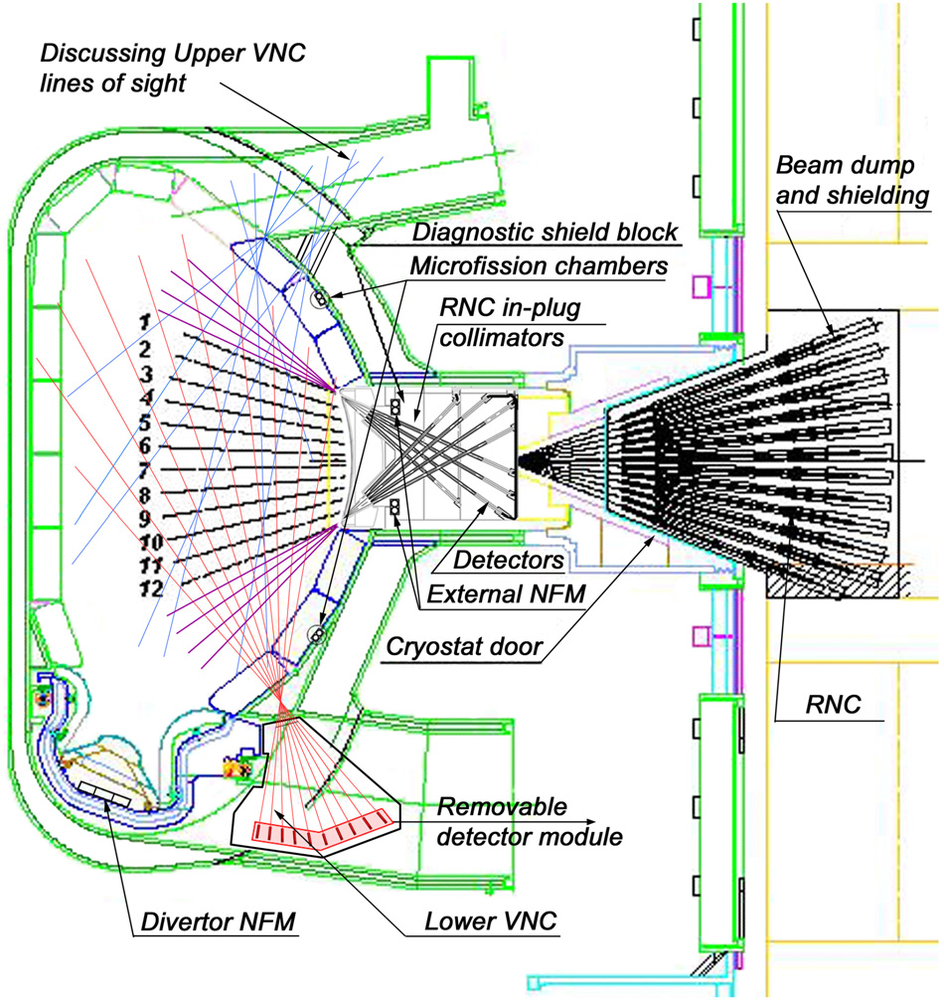 Discussing Upper VNC
lines of sight
Beam dump
and shielding
Diagnostic shield block
Microfission chambers
RNC in-plug
collimators
1
2
3
4
5
6
7
8
9
10
11
12
Detectors
External NFM
Cryostat door
RNC
Removable
detector module
Divertor NFM
Lower VNC